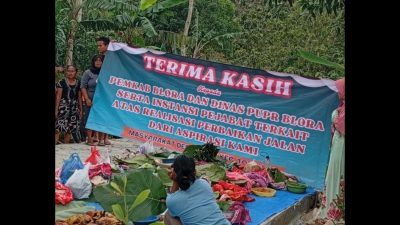 TERIMA KASIH
Kepada
PEMKAB BLORA DAN DINAS PUPR BLORA
SERTA INSTANSI PEJABAT TERKAIT
ATAS REALISASI PERBAIKAN JALAN
DARI ASPIRASI KAMI
MASYARAKAT